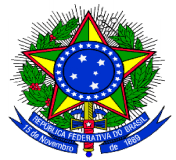 REPÚBLICA FEDERATIVA DO BRASIL
15 de Novembro de 1889